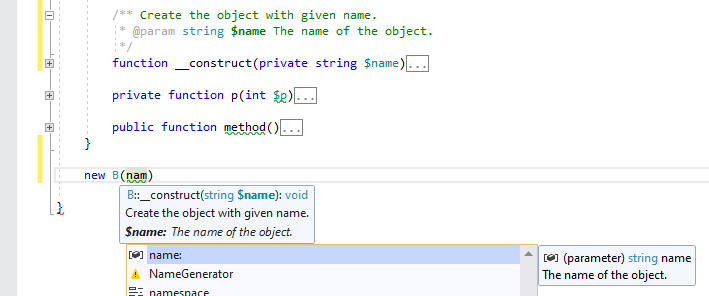 /** Create the object with given name.
* @param string $name The name of the object.
*/
function __construct(private string $name)...
private function p(int $p)...
public function method()...
}
new B(nam)
}
B::__construct(string $name): void
Create the object with given name.
$name: The name of the object.
name:
NameGenerator
namespace
(parameter) string name
The name of the object.